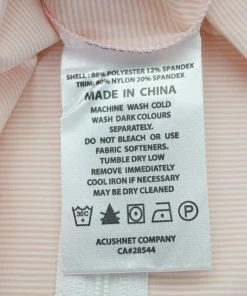 SHELL: 88% POLYESTER 12% SPANDEX
TRIM: 80% NYLON 20% SPANDEX
MADE IN CHINA
MACHINE WASH COLD
WASH DARK COLOURS
SEPARATELY.
DO NOT BLEACH OR USE
FABRIC SOFTENERS.
TUMBLE DRY LOW
REMOVE IMMEDIATELY
COOL IRON IF NECESSARY
MAY BE DRY CLEANED
30C
ACUSHNET COMPANY
CA#28544